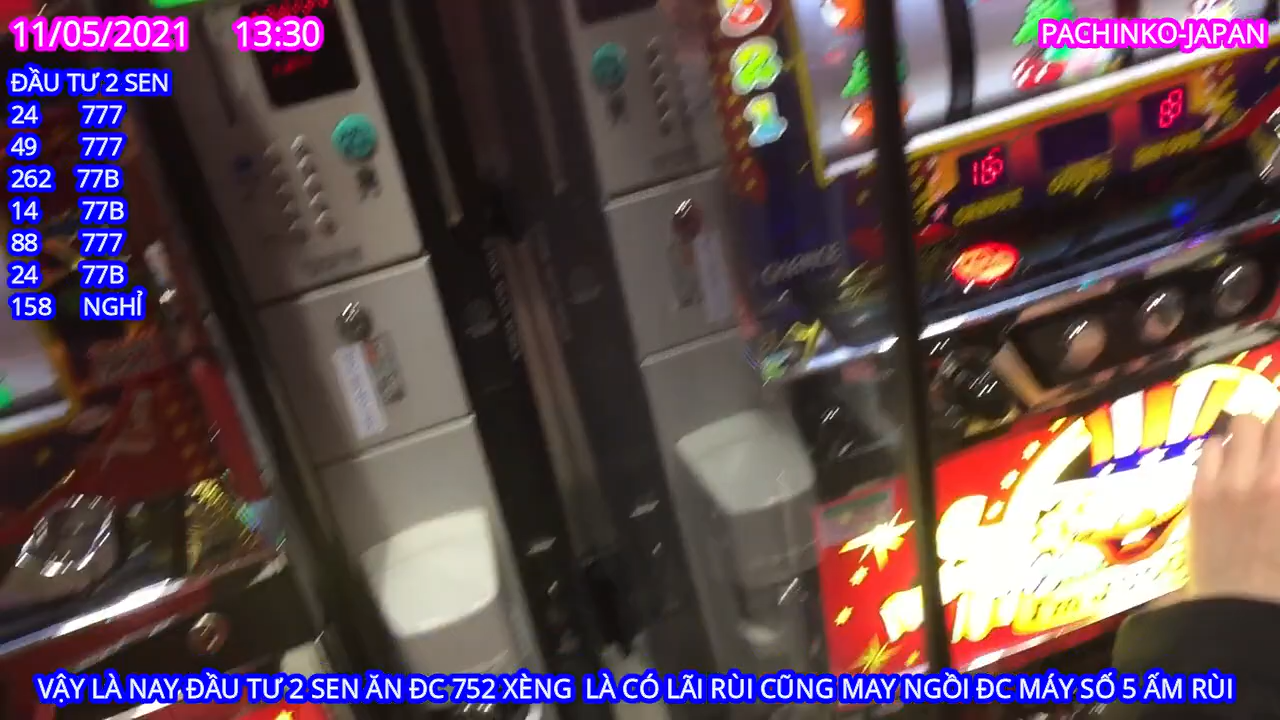 11/05/2021 13:30
PACHINKO-JAPAN
ĐẦU TƯ 2 SEN
24 777
49 777
262 77B
14 77B
88 777
24 77B
158 NGHỈ
16
CHANCE
VẬY LÀ NAY ĐẦU TƯ 2 SEN ĂN ĐC 752 XÈNG LÀ CÓ LÃI RÙI CŨNG MAY NGỒI ĐC MÁY SỐ 5 ẤM RÙI